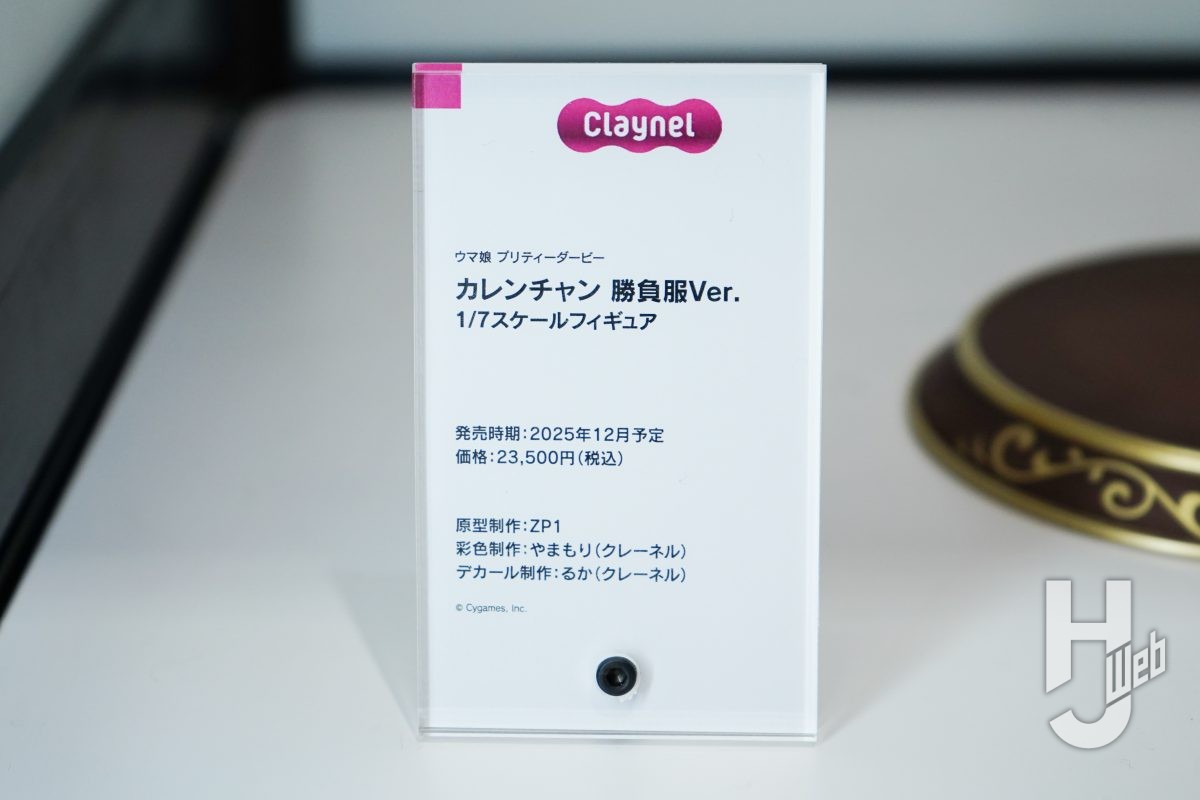 Claynel
ウマ娘 プリティーダービー
カレンチャン 勝負服Ver.
1/7スケールフィギュア
発売時期：2025年12月予定
価格：23,500円（税込）
原型制作：ZP1
彩色制作：やまもり（クレーネル）
デカール制作：るか（クレーネル）
© Cygames, Inc.
HJ Web